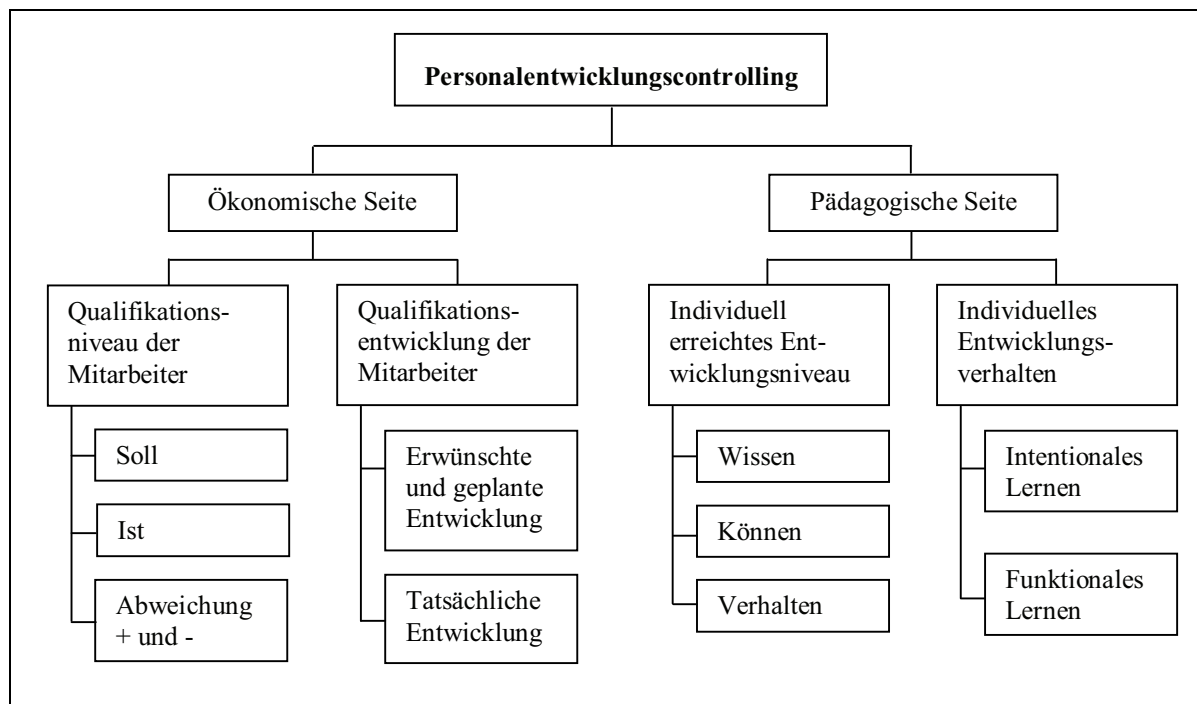 Personalentwicklungscontrolling
Ökonomische Seite
Pädagogische Seite
Qualifikations-
niveau der
Mitarbeiter
Soll
Ist
Abweichung
+ und -
Qualifikations-
entwicklung der
Mitarbeiter
Erwünschte
und geplante
Entwicklung
Tatsächliche
Entwicklung
Individuell
erreichtes Ent-
wicklungsniveau
Wissen
Können
Verhalten
Individuelles
Entwicklungs-
verhalten
Intentionales
Lernen
Funktionales
Lernen